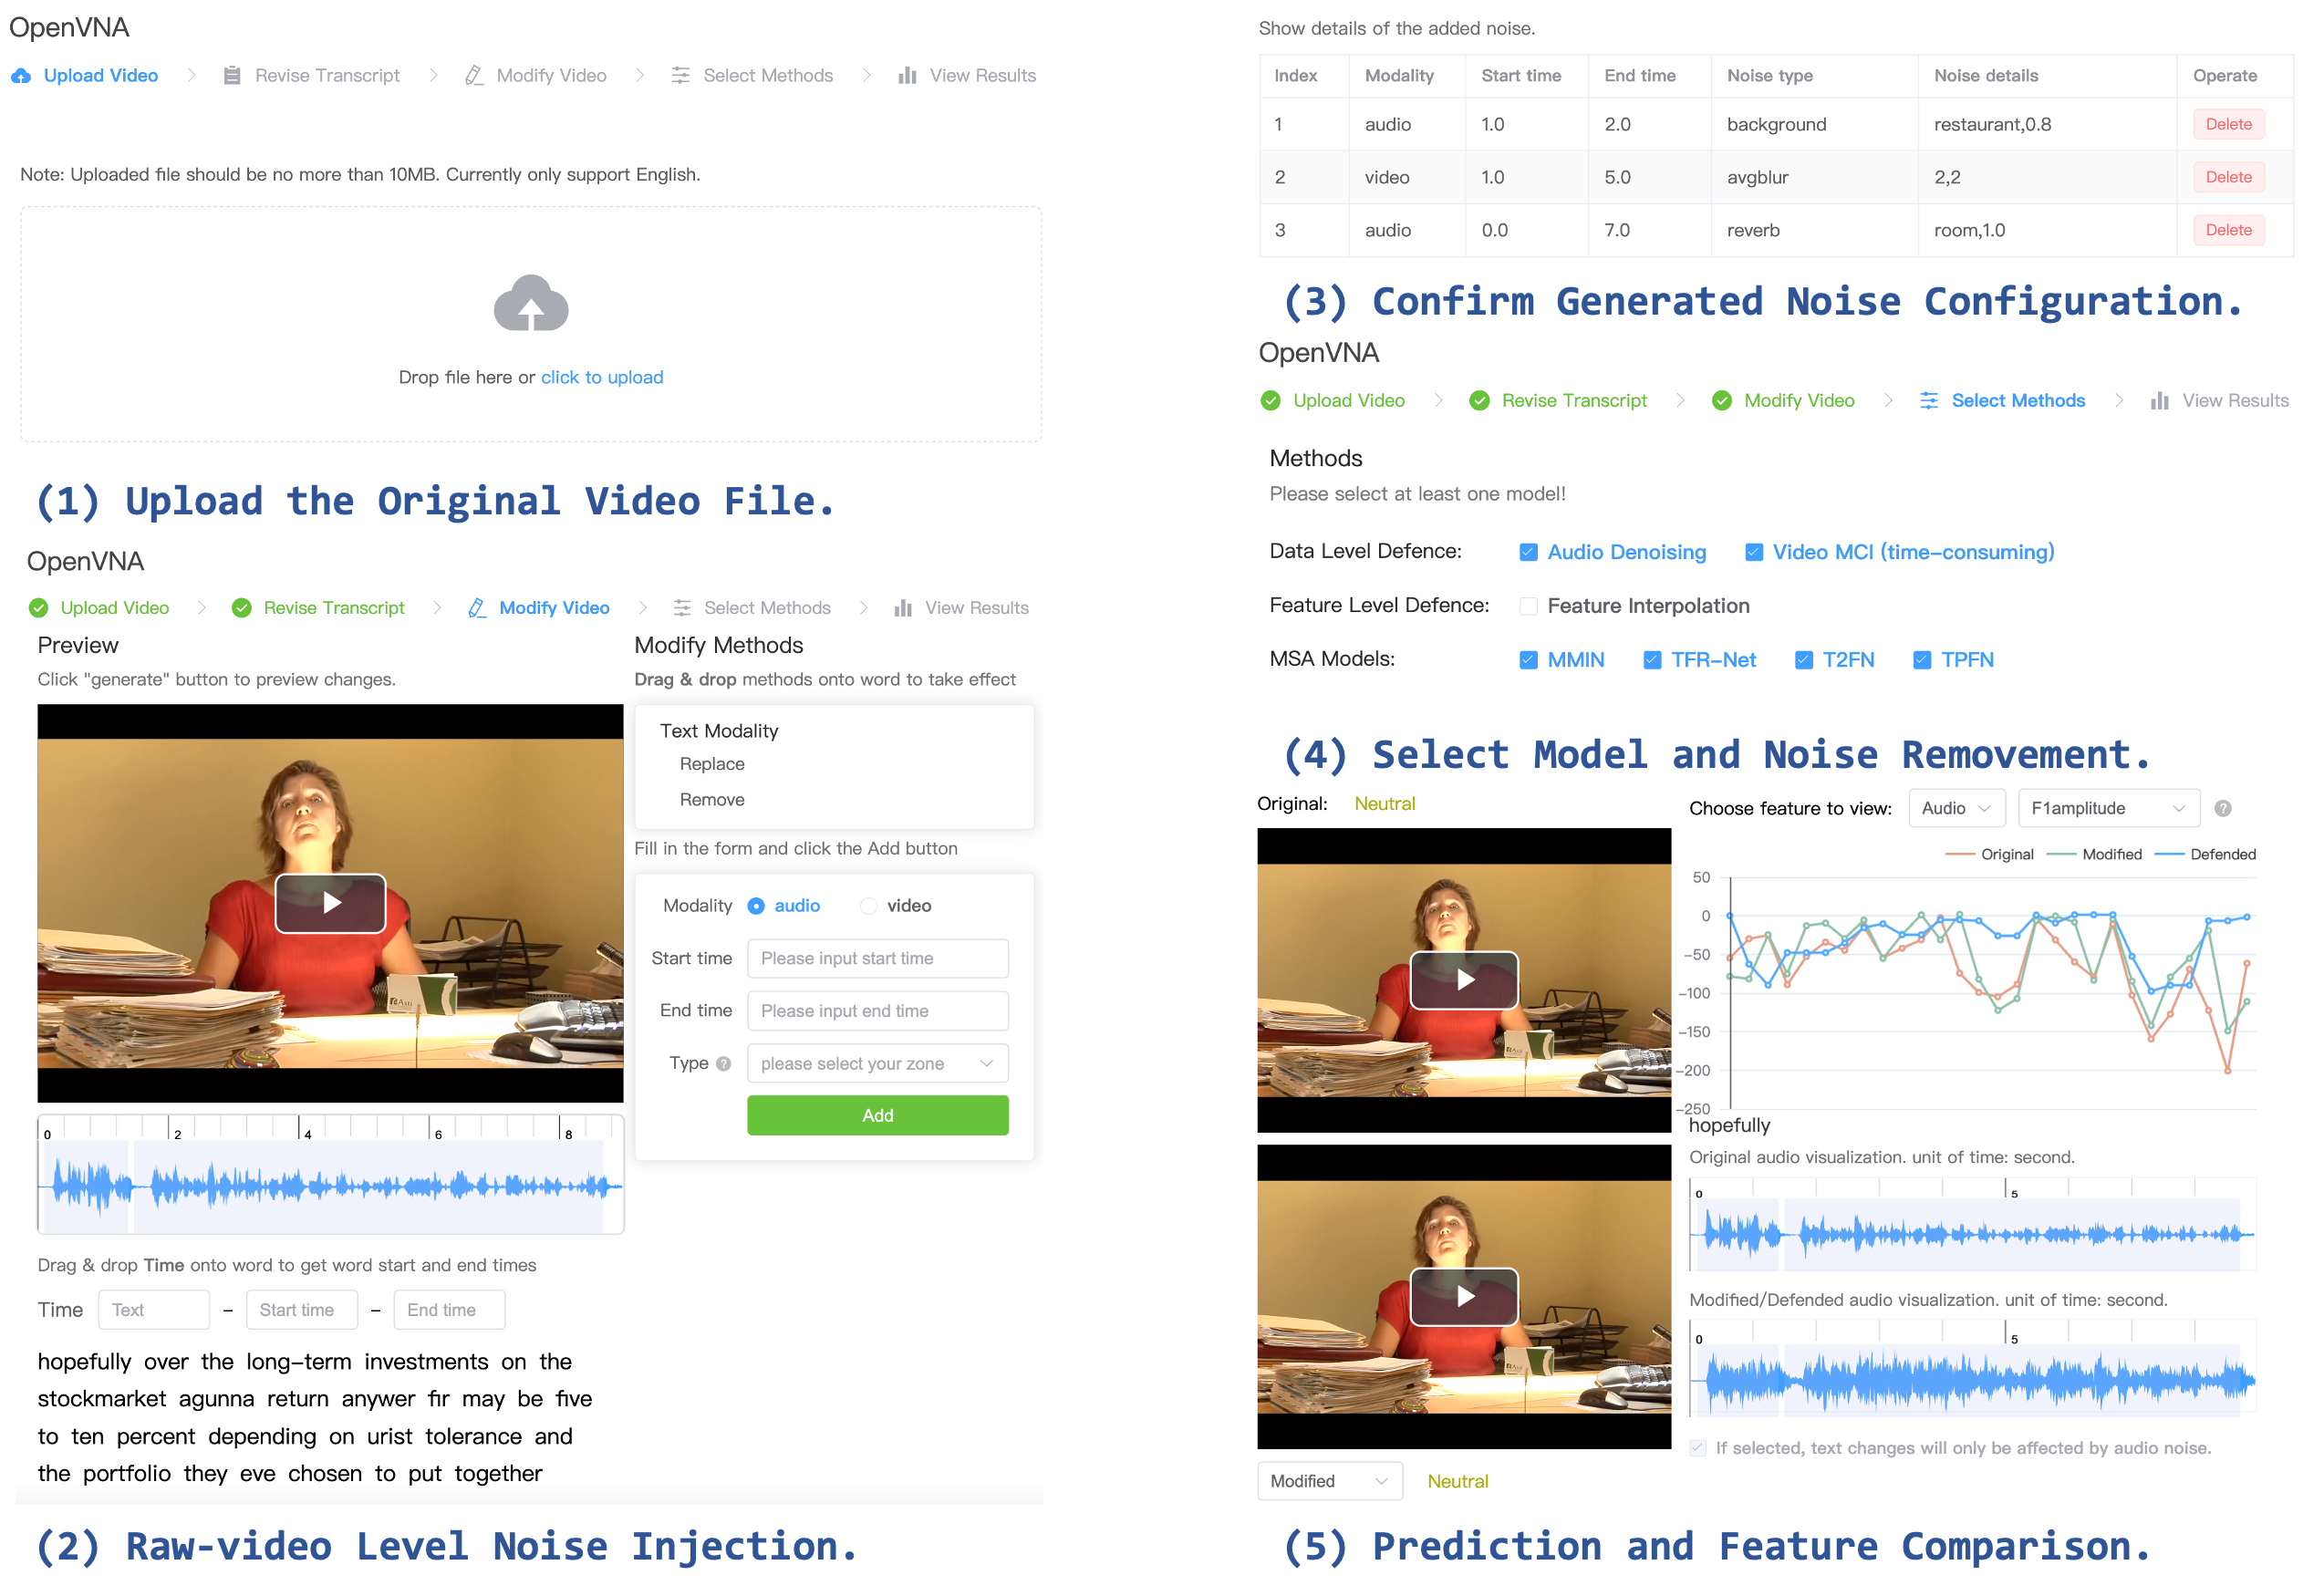 OpenVNA
Upload Video > Revise Transcript > Modify Video > Select Methods > View Results
Note: Uploaded file should be no more than 10MB. Currently only support English.
Drop file here or click to upload
(1) Upload the Original Video File.
OpenVNA
Upload Video > Revise Transcript > Modify Video > Select Methods > View Results
Preview
Click "generate" button to preview changes.
0 2 4 6 8
Drag & drop Time onto word to get word start and end times
Time Text – Start time – End time
hopefully over the long-term investments on the
stockmarket agunna return anywer fir may be five
to ten percent depending on urist tolerance and
the portfolio they eve chosen to put together
Modify Methods
Drag & drop methods onto word to take effect
Text Modality
Replace
Remove
Fill in the form and click the Add button
Modality audio video
Start time Please input start time
End time Please input end time
Type ? please select your zone
Add
(2) Raw-video Level Noise Injection.
Show details of the added noise.
Index Modality Start time End time Noise type Noise details Operate
1 audio 1.0 2.0 background restaurant,0.8 Delete
2 video 1.0 5.0 avgblur 2,2 Delete
3 audio 0.0 7.0 reverb room,1.0 Delete
(3) Confirm Generated Noise Configuration.
OpenVNA
Upload Video > Revise Transcript > Modify Video > Select Methods > View Results
Methods
Please select at least one model!
Data Level Defence: Audio Denoising Video MCI (time-consuming)
Feature Level Defence: Feature Interpolation
MSA Models: MMIN TFR-Net T2FN TPFN
(4) Select Model and Noise Removement.
Original: Neutral
Modified Neutral
Choose feature to view: Audio F1amplitude ?
Original Modified Defended
50
0
-50
-100
-150
-200
-250
hopefully
Original audio visualization. unit of time: second.
0 5
Modified/Defended audio visualization. unit of time: second.
0 5
If selected, text changes will only be affected by audio noise.
(5) Prediction and Feature Comparison.